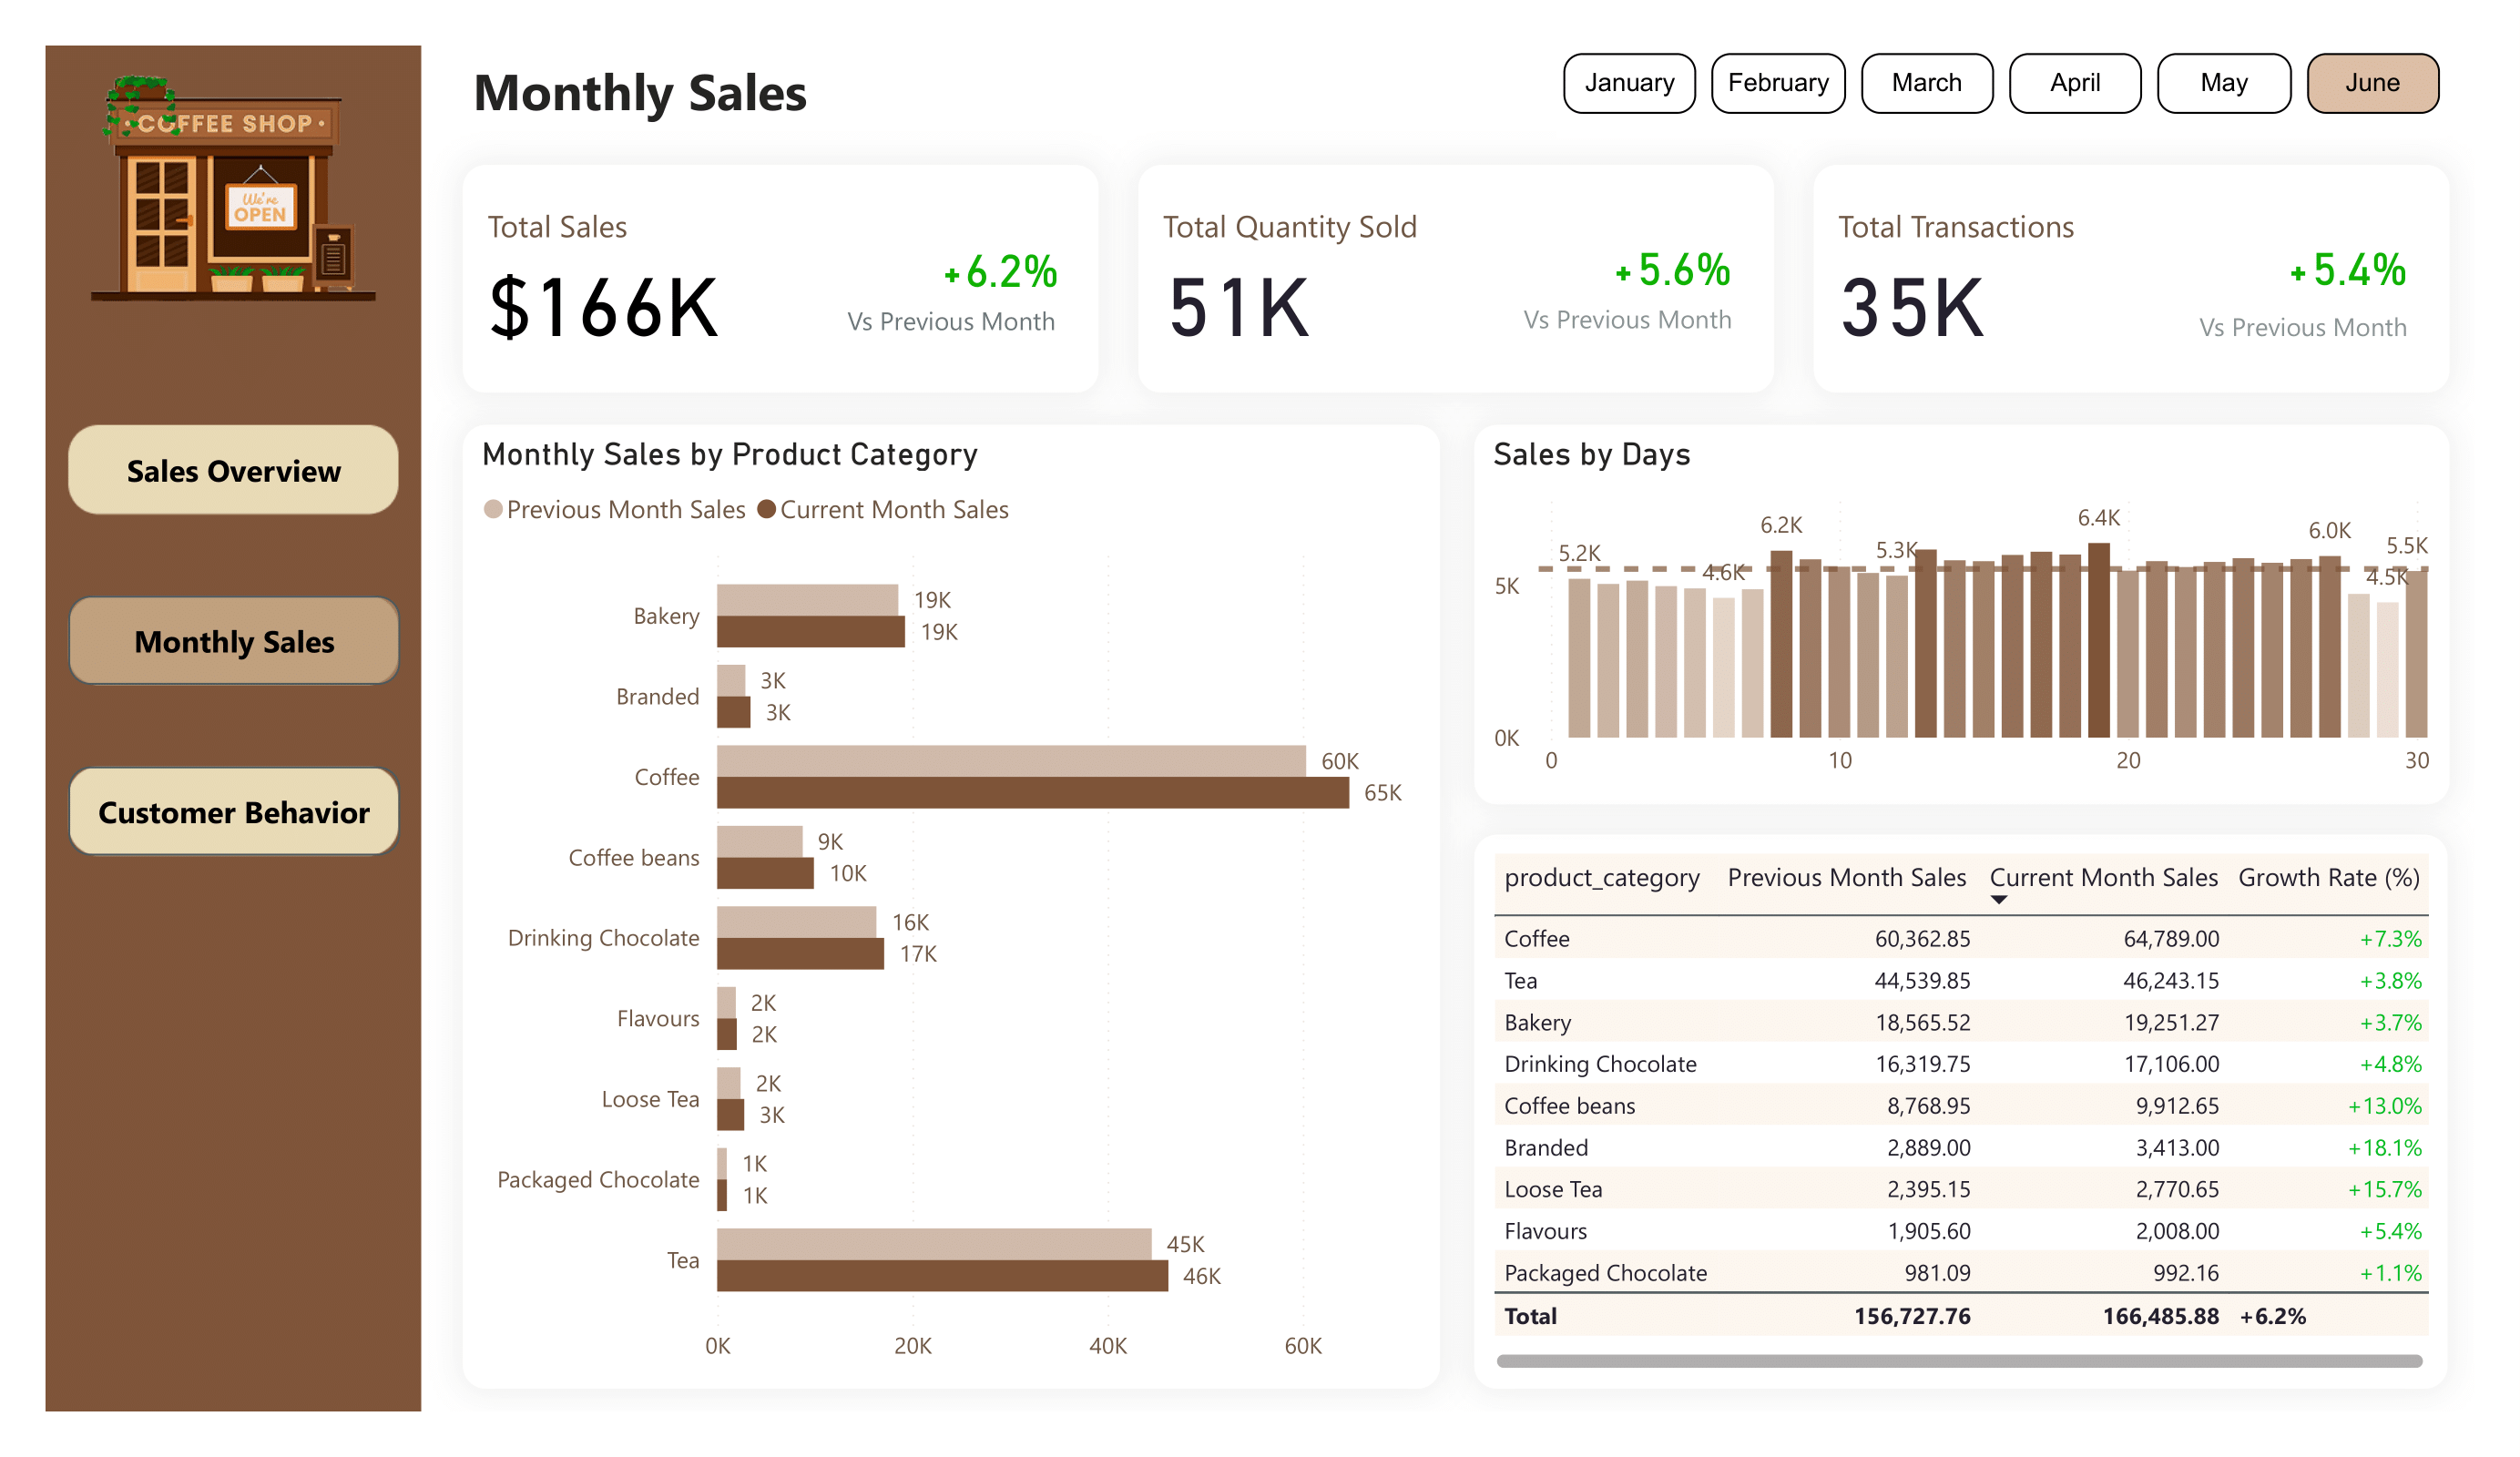 COFFEE SHOP
We're
OPEN
Sales Overview
Monthly Sales
Customer Behavior
Monthly Sales
January February March April May June
Total Sales
$166K
+6.2%
Vs Previous Month
Total Quantity Sold
51K
+5.6%
Vs Previous Month
Total Transactions
35K
+5.4%
Vs Previous Month
Monthly Sales by Product Category
Previous Month Sales Current Month Sales
Bakery 19K
19K
Branded 3K
3K
Coffee 60K
65K
Coffee beans 9K
10K
Drinking Chocolate 16K
17K
Flavours 2K
2K
Loose Tea 2K
3K
Packaged Chocolate 1K
1K
Tea 45K
46K
0K 20K 40K 60K
Sales by Days
5.2K 4.6K 6.2K 5.3K 6.4K 6.0K 4.5K 5.5K
5K
0K
0 10 20 30
product_category Previous Month Sales Current Month Sales Growth Rate (%)
Coffee 60,362.85 64,789.00 +7.3%
Tea 44,539.85 46,243.15 +3.8%
Bakery 18,565.52 19,251.27 +3.7%
Drinking Chocolate 16,319.75 17,106.00 +4.8%
Coffee beans 8,768.95 9,912.65 +13.0%
Branded 2,889.00 3,413.00 +18.1%
Loose Tea 2,395.15 2,770.65 +15.7%
Flavours 1,905.60 2,008.00 +5.4%
Packaged Chocolate 981.09 992.16 +1.1%
Total 156,727.76 166,485.88 +6.2%